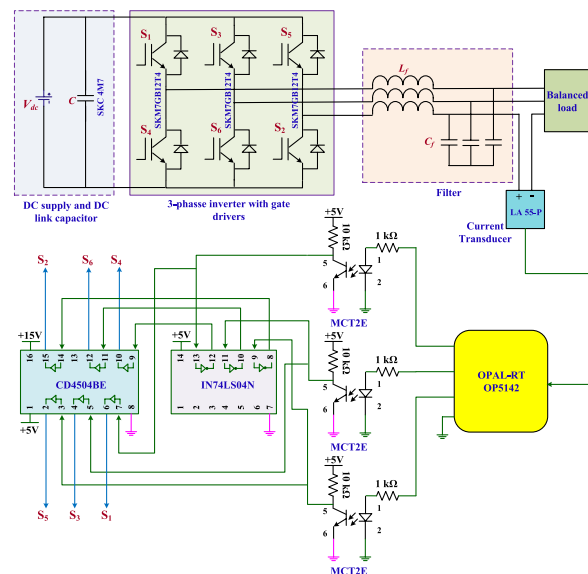 S1 S3 S5
SKM7GB12T4 SKM7GB12T4 SKM7GB12T4
Vdc C SKC 4M7
S4 S6 S2
DC supply and DC
link capacitor
3-phasse inverter with gate
drivers
Lf
Cf
Filter
Balanced
load
+ -
LA 55-P
Current
Transducer
S2 S6 S4
+15V
16 15 14 13 12 11 10 9
CD4504BE
1 2 3 4 5 6 7 8
+5V
S5 S3 S1
+5V
14 13 12 11 10 9 8
IN74LS04N
1 2 3 4 5 6 7
+5V
10 kΩ
1 kΩ
5 1
6 2
MCT2E
+5V
10 kΩ
1 kΩ
5 1
6 2
MCT2E
+5V
10 kΩ
1 kΩ
5 1
6 2
MCT2E
OPAL-RT
OP5142